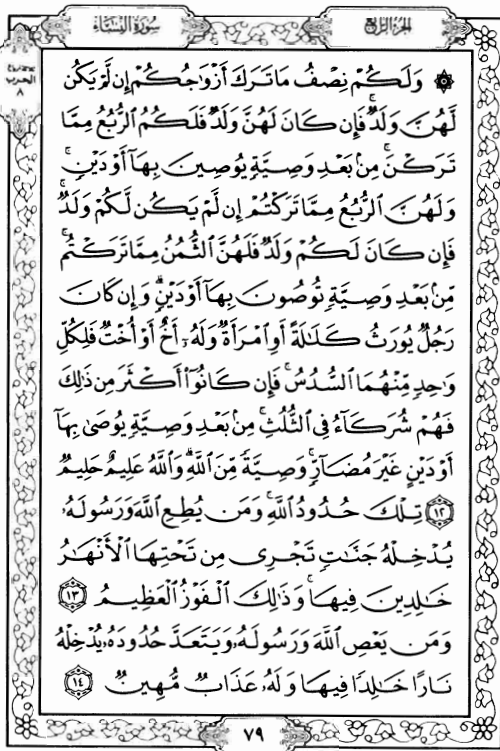 الجزء الرابع
سورة النساء
۞ وَلَكُمْ نِصْفُ مَا تَرَكَ أَزْوَٰجُكُمْ إِن لَّمْ يَكُن
لَّهُنَّ وَلَدٌ ۚ فَإِن كَانَ لَهُنَّ وَلَدٌ فَلَكُمُ ٱلرُّبُعُ مِمَّا
تَرَكْنَ ۚ مِنۢ بَعْدِ وَصِيَّةٍ يُوصِينَ بِهَآ أَوْ دَيْنٍ ۚ
وَلَهُنَّ ٱلرُّبُعُ مِمَّا تَرَكْتُمْ إِن لَّمْ يَكُن لَّكُمْ وَلَدٌ ۚ
فَإِن كَانَ لَكُمْ وَلَدٌ فَلَهُنَّ ٱلثُّمُنُ مِمَّا تَرَكْتُم ۚ
مِّنۢ بَعْدِ وَصِيَّةٍ تُوصُونَ بِهَآ أَوْ دَيْنٍ ۗ وَإِن كَانَ
رَجُلٌ يُورَثُ كَلَٰلَةً أَوِ ٱمْرَأَةٌ وَلَهُۥٓ أَخٌ أَوْ أُخْتٌ فَلِكُلِّ
وَٰحِدٍ مِّنْهُمَا ٱلسُّدُسُ ۚ فَإِن كَانُوٓا۟ أَكْثَرَ مِن ذَٰلِكَ
فَهُمْ شُرَكَآءُ فِى ٱلثُّلُثِ ۚ مِنۢ بَعْدِ وَصِيَّةٍ يُوصَىٰ بِهَآ
أَوْ دَيْنٍ غَيْرَ مُضَآرٍّ ۚ وَصِيَّةً مِّنَ ٱللَّهِ ۗ وَٱللَّهُ عَلِيمٌ حَلِيمٌ
١٢ تِلْكَ حُدُودُ ٱللَّهِ ۚ وَمَن يُطِعِ ٱللَّهَ وَرَسُولَهُۥ
يُدْخِلْهُ جَنَّٰتٍ تَجْرِى مِن تَحْتِهَا ٱلْأَنْهَٰرُ
خَٰلِدِينَ فِيهَا ۚ وَذَٰلِكَ ٱلْفَوْزُ ٱلْعَظِيمُ ١٣
وَمَن يَعْصِ ٱللَّهَ وَرَسُولَهُۥ وَيَتَعَدَّ حُدُودَهُۥ يُدْخِلْهُ
نَارًا خَٰلِدًا فِيهَا وَلَهُۥ عَذَابٌ مُّهِينٌ ١٤
الحزب
٨
٧٩